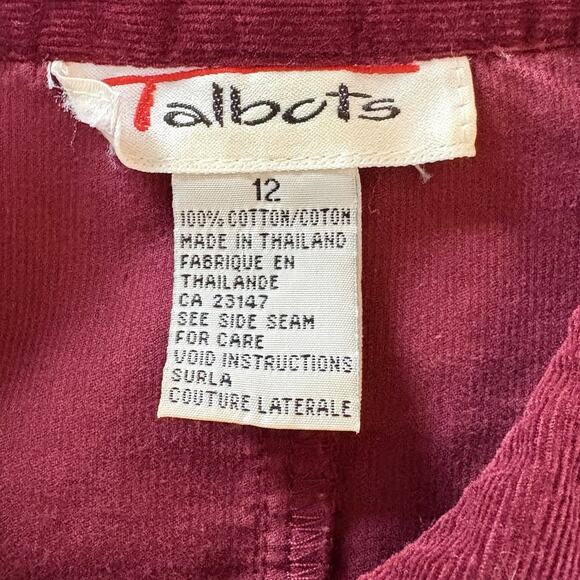 Talbots
12
100% COTTON/COTON
MADE IN THAILAND
FABRIQUE EN
THAILANDE
CA 23147
SEE SIDE SEAM
FOR CARE
VOID INSTRUCTIONS
SURLA
COUTURE LATERALE